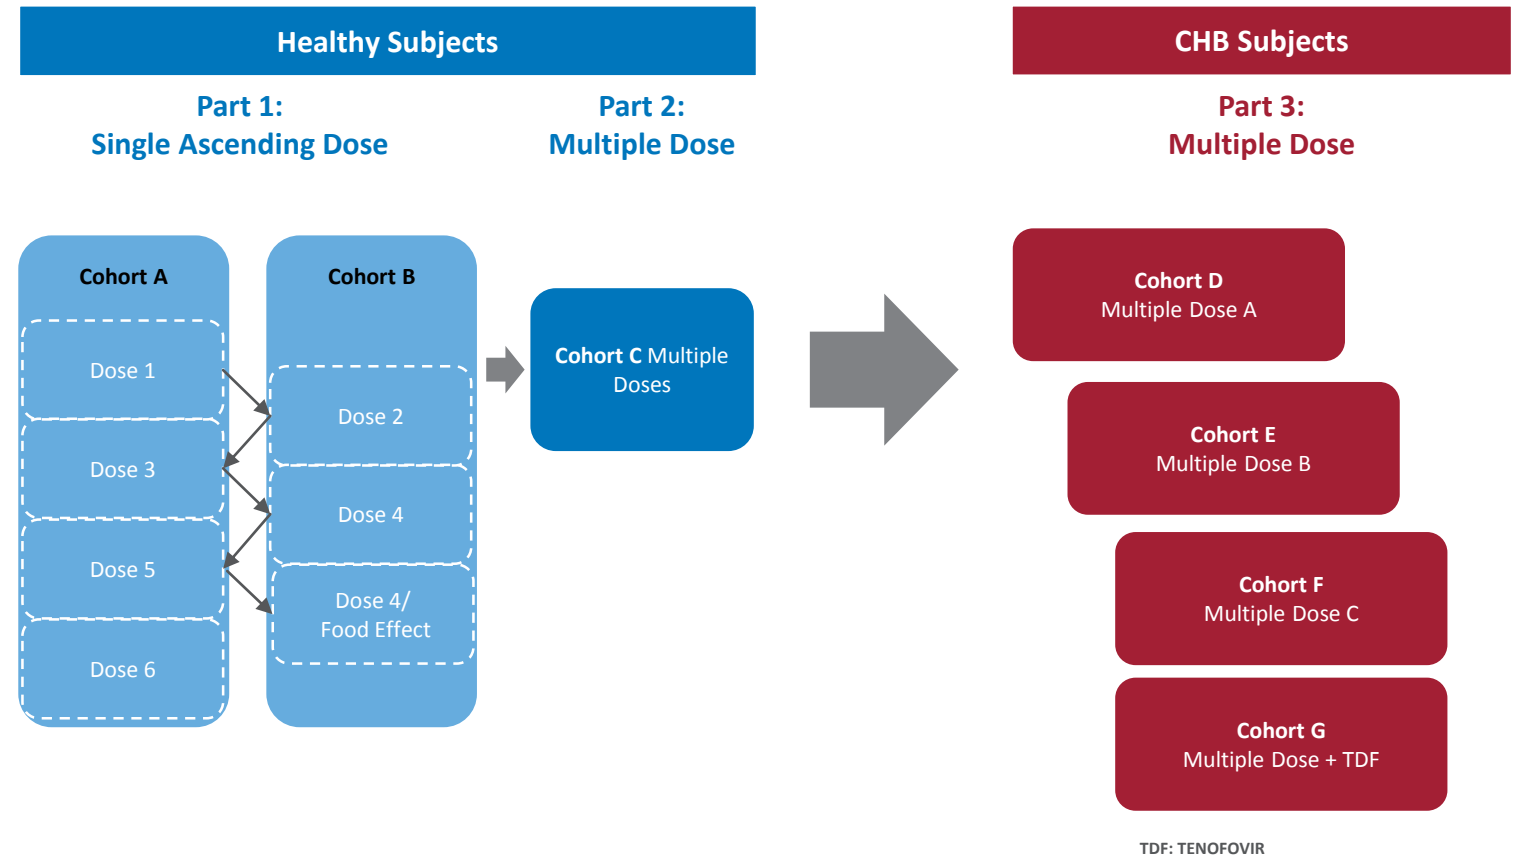 Healthy Subjects
CHB Subjects
Part 1:
Single Ascending Dose
Part 2:
Multiple Dose
Part 3:
Multiple Dose
Cohort A
Dose 1
Dose 3
Dose 5
Dose 6
Cohort B
Dose 2
Dose 4
Dose 4/
Food Effect
Cohort C Multiple
Doses
Cohort D
Multiple Dose A
Cohort E
Multiple Dose B
Cohort F
Multiple Dose C
Cohort G
Multiple Dose + TDF
TDF: TENOFOVIR